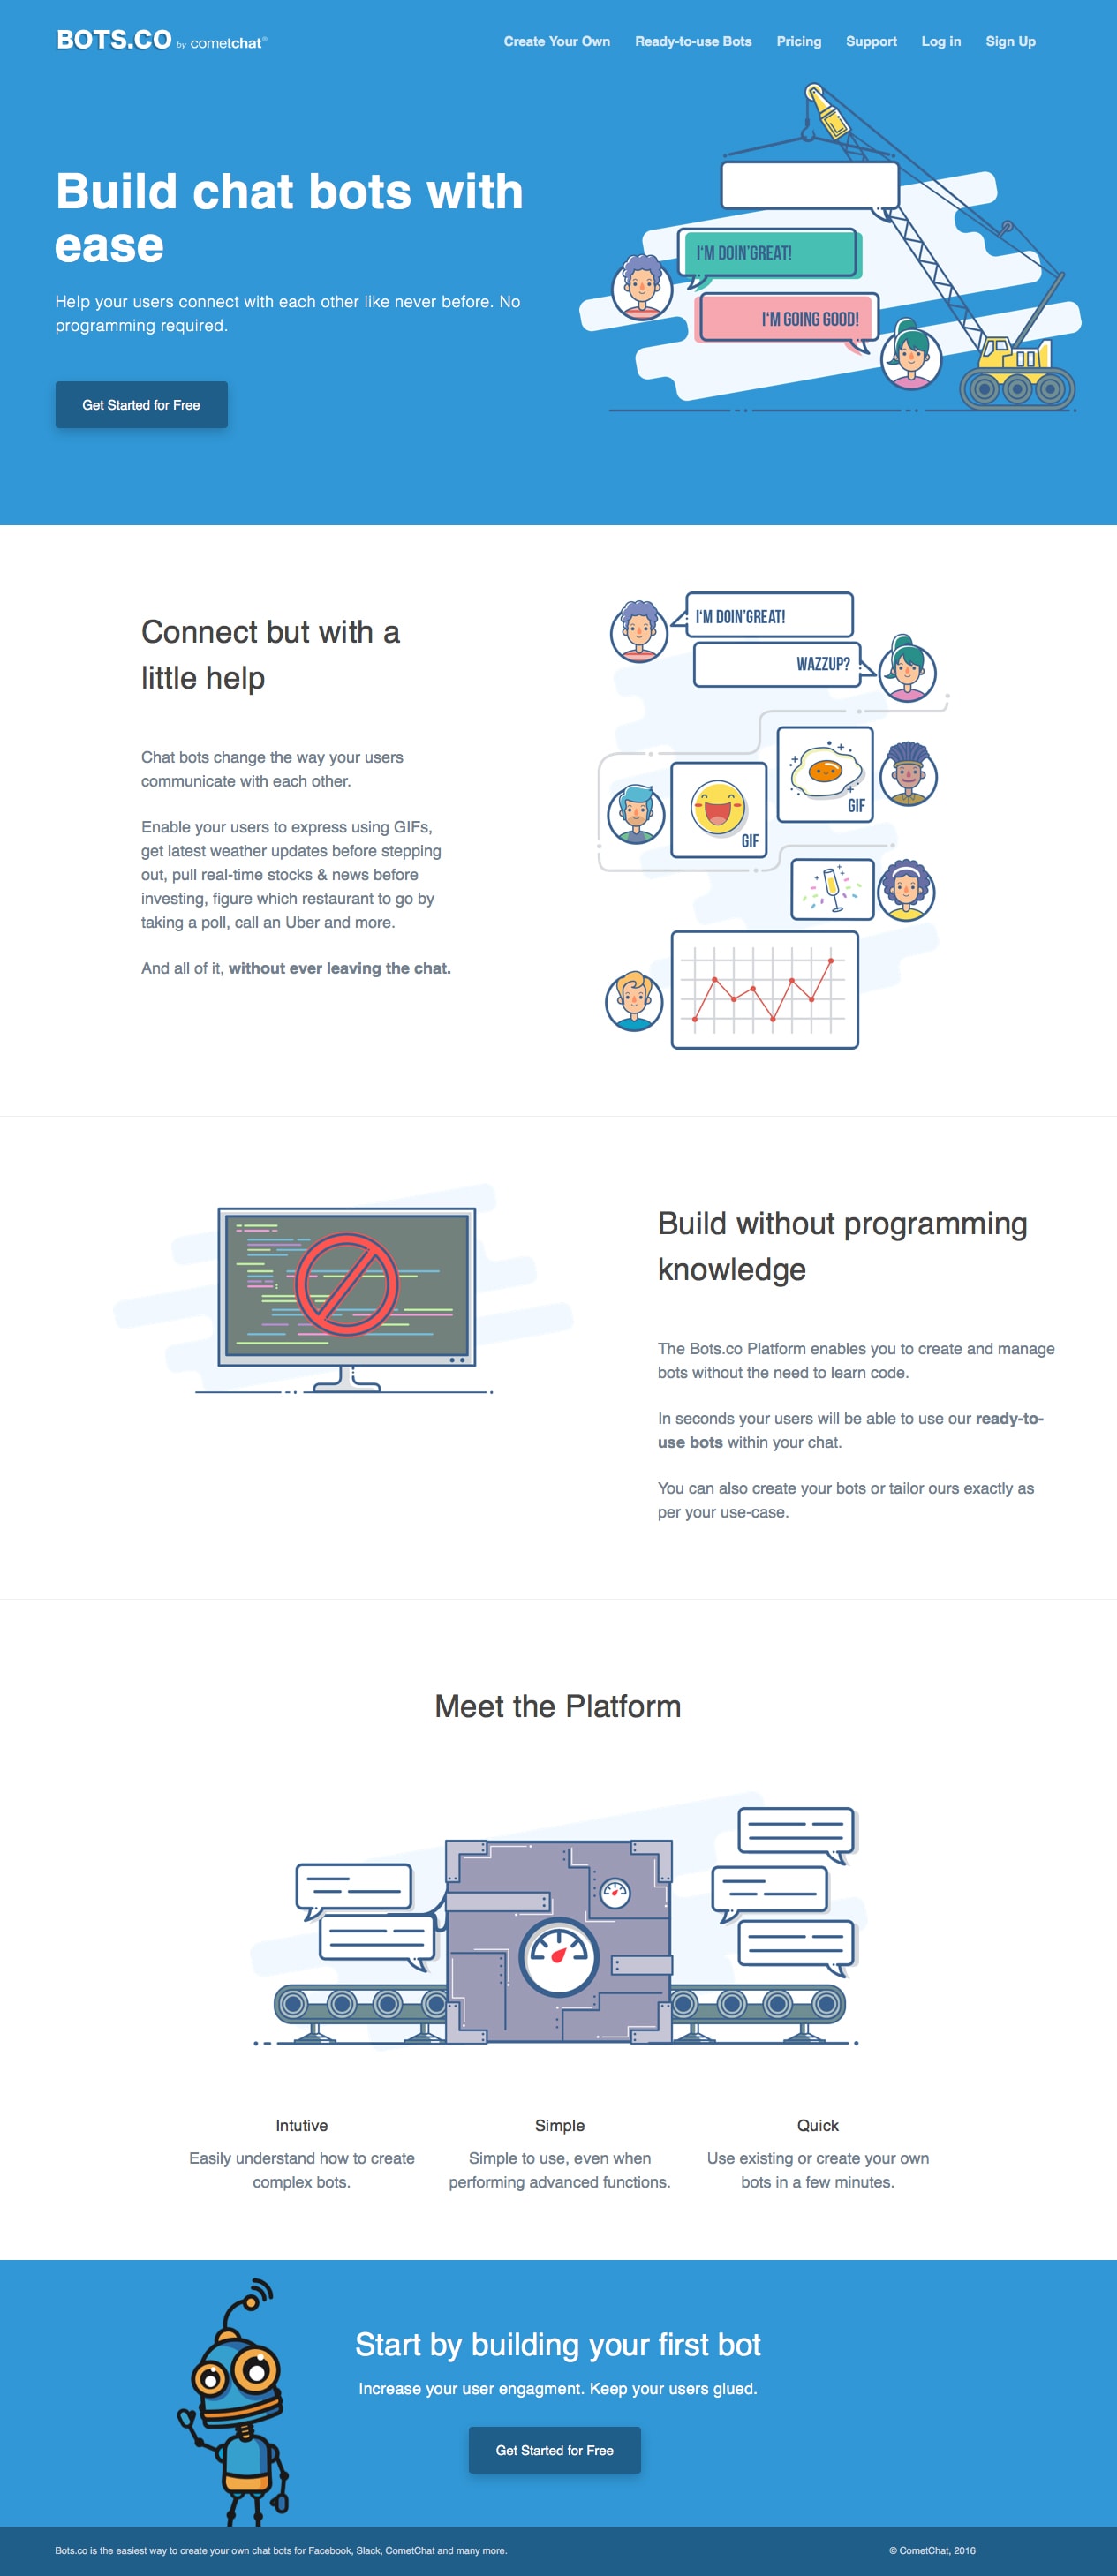 BOTS.CO by cometchat®
Create Your Own Ready-to-use Bots Pricing Support Log in Sign Up
Build chat bots with
ease
Help your users connect with each other like never before. No
programming required.
Get Started for Free
I'M DOIN'GREAT!
I'M GOING GOOD!
Connect but with a
little help
Chat bots change the way your users
communicate with each other.
Enable your users to express using GIFs,
get latest weather updates before stepping
out, pull real-time stocks & news before
investing, figure which restaurant to go by
taking a poll, call an Uber and more.
And all of it, without ever leaving the chat.
I'M DOIN'GREAT!
WAZZUP?
GIF
GIF
Build without programming
knowledge
The Bots.co Platform enables you to create and manage
bots without the need to learn code.
In seconds your users will be able to use our ready-to-
use bots within your chat.
You can also create your bots or tailor ours exactly as
per your use-case.
Meet the Platform
Intutive
Easily understand how to create
complex bots.
Simple
Simple to use, even when
performing advanced functions.
Quick
Use existing or create your own
bots in a few minutes.
Start by building your first bot
Increase your user engagment. Keep your users glued.
Get Started for Free
Bots.co is the easiest way to create your own chat bots for Facebook, Slack, CometChat and many more.
© CometChat, 2016